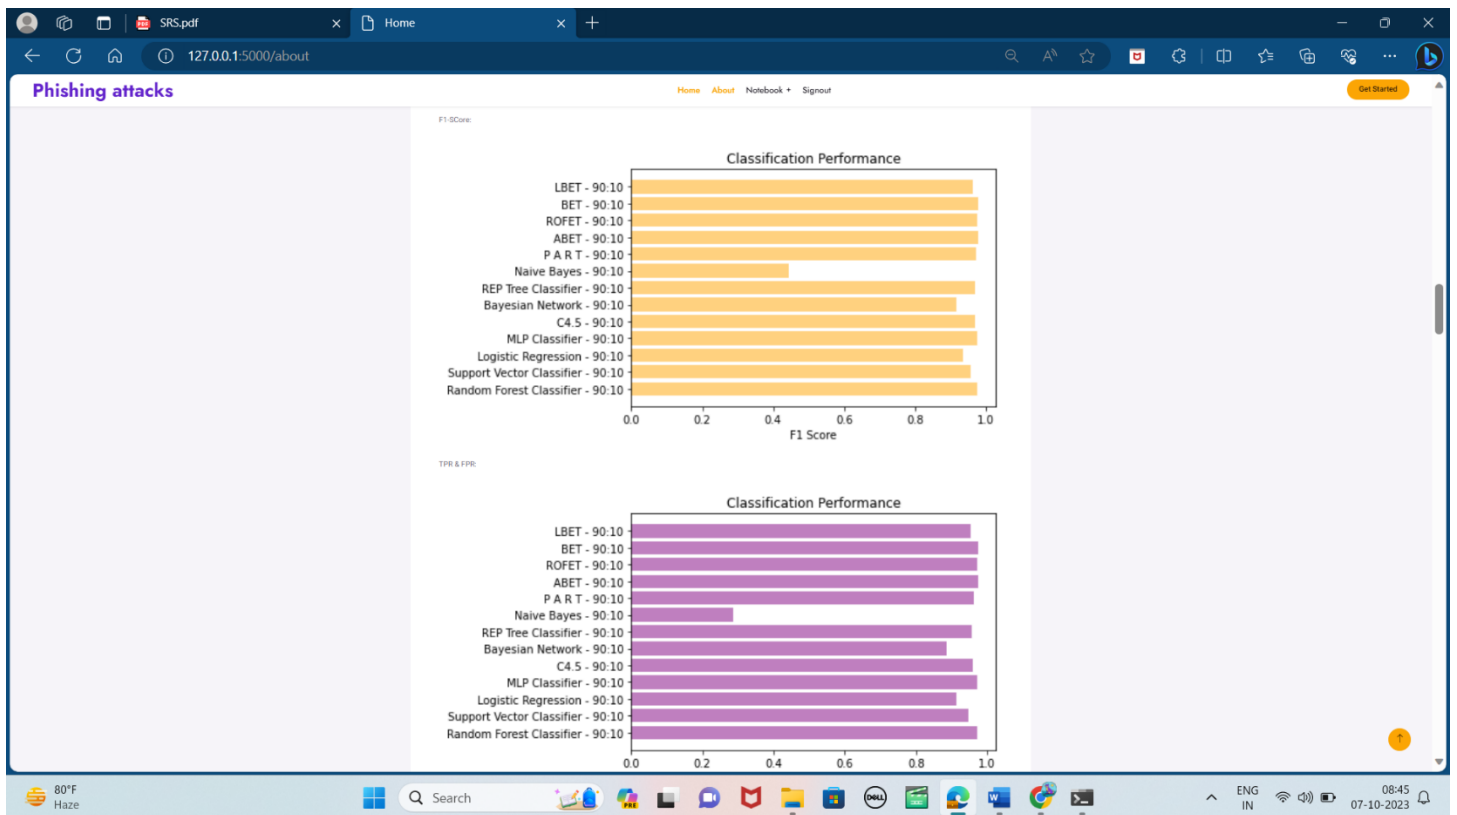 SRS.pdf
Home
127.0.0.1:5000/about
Phishing attacks
Home About Notebook + Signout
Get Started
F1-SCore:
Classification Performance
LBET - 90:10
BET - 90:10
ROFET - 90:10
ABET - 90:10
P A R T - 90:10
Naive Bayes - 90:10
REP Tree Classifier - 90:10
Bayesian Network - 90:10
C4.5 - 90:10
MLP Classifier - 90:10
Logistic Regression - 90:10
Support Vector Classifier - 90:10
Random Forest Classifier - 90:10
0.0 0.2 0.4 0.6 0.8 1.0
F1 Score
TPR & FPR:
Classification Performance
LBET - 90:10
BET - 90:10
ROFET - 90:10
ABET - 90:10
P A R T - 90:10
Naive Bayes - 90:10
REP Tree Classifier - 90:10
Bayesian Network - 90:10
C4.5 - 90:10
MLP Classifier - 90:10
Logistic Regression - 90:10
Support Vector Classifier - 90:10
Random Forest Classifier - 90:10
0.0 0.2 0.4 0.6 0.8 1.0
80°F
Haze
Search
PRE
DELL
ENG
IN
08:45
07-10-2023